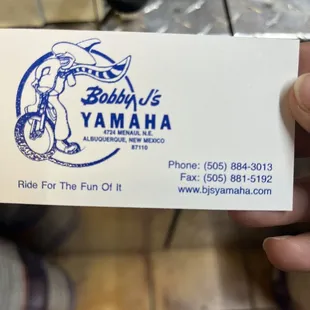 Bobby J's
YAMAHA
4724 MENAUL N.E.
ALBUQUERQUE, NEW MEXICO
87110
Phone: (505) 884-3013
Fax: (505) 881-5192
Ride For The Fun Of It
www.bjsyamaha.com